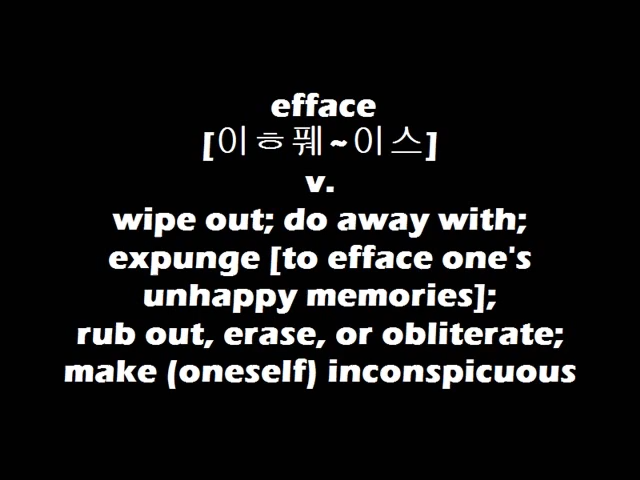 efface
[이ㅎ풰~이스]
v.
wipe out; do away with;
expunge [to efface one's
unhappy memories];
rub out, erase, or obliterate;
make (oneself) inconspicuous